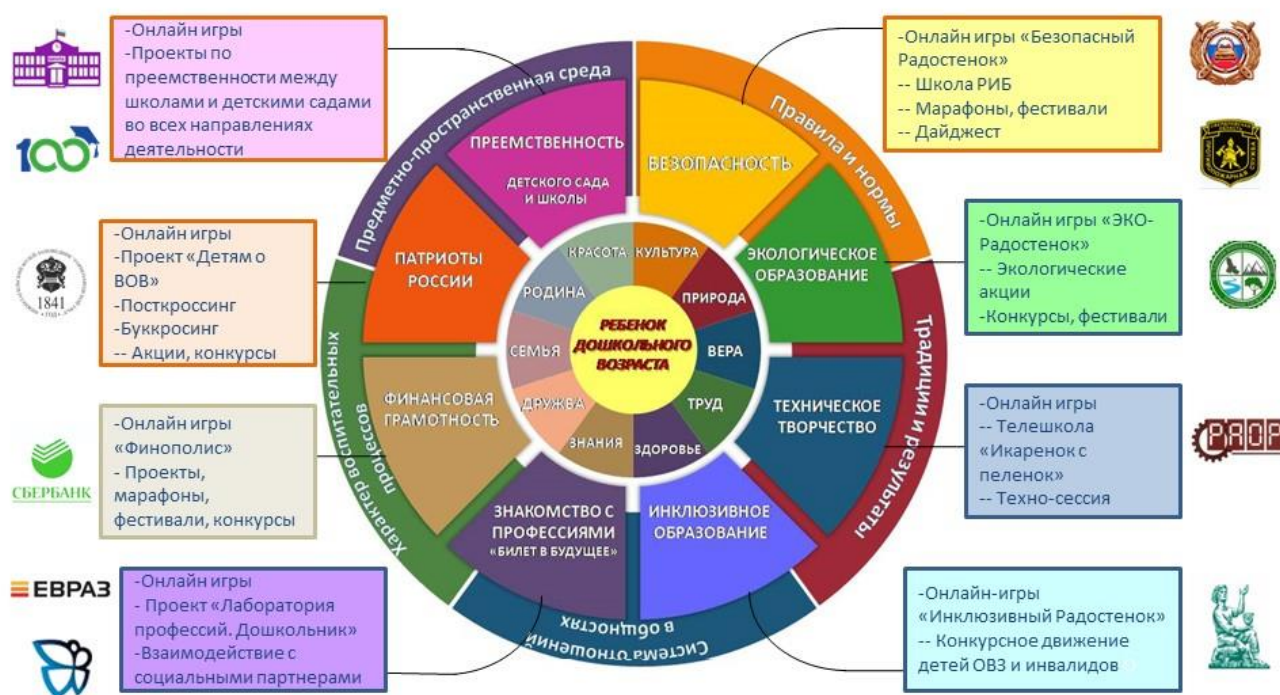 -Онлайн игры
-Проекты по
преемственности между
школами и детскими садами
во всех направлениях
деятельности
-Онлайн игры «Безопасный
Радостенок»
-- Школа РИБ
-- Марафоны, фестивали
-- Дайджест
100
-Онлайн игры
-Проект «Детям о
ВОВ»
-Посткроссинг
-Буккросинг
-- Акции, конкурсы
1841
-Онлайн игры «ЭКО-
Радостенок»
-- Экологические
акции
-Конкурсы, фестивали
-Онлайн игры
«Финополис»
- Проекты,
марафоны,
фестивали, конкурсы
СБЕРБАНК
-Онлайн игры
-- Телешкола
«Икаренок с
пеленок»
-- Техно-сессия
PROF
ЕВРАЗ
-Онлайн игры
- Проект «Лаборатория
профессий. Дошкольник»
-Взаимодействие с
социальными партнерами
-Онлайн-игры
«Инклюзивный Радостенок»
-- Конкурсное движение
детей ОВЗ и инвалидов
Предметно-пространственная среда
Правила и нормы
Традиции и результаты
Система отношений
в общностях
Характер воспитательных
процессов
ПРЕЕМСТВЕННОСТЬ
ДЕТСКОГО САДА
И ШКОЛЫ
БЕЗОПАСНОСТЬ
ЭКОЛОГИЧЕСКОЕ
ОБРАЗОВАНИЕ
ТЕХНИЧЕСКОЕ
ТВОРЧЕСТВО
ИНКЛЮЗИВНОЕ
ОБРАЗОВАНИЕ
ЗНАКОМСТВО С
ПРОФЕССИЯМИ
«БИЛЕТ В БУДУЩЕЕ»
ФИНАНСОВАЯ
ГРАМОТНОСТЬ
ПАТРИОТЫ
РОССИИ
КРАСОТА
КУЛЬТУРА
ПРИРОДА
ВЕРА
ТРУД
ЗДОРОВЬЕ
ЗНАНИЯ
ДРУЖБА
СЕМЬЯ
РОДИНА
РЕБЕНОК
ДОШКОЛЬНОГО
ВОЗРАСТА